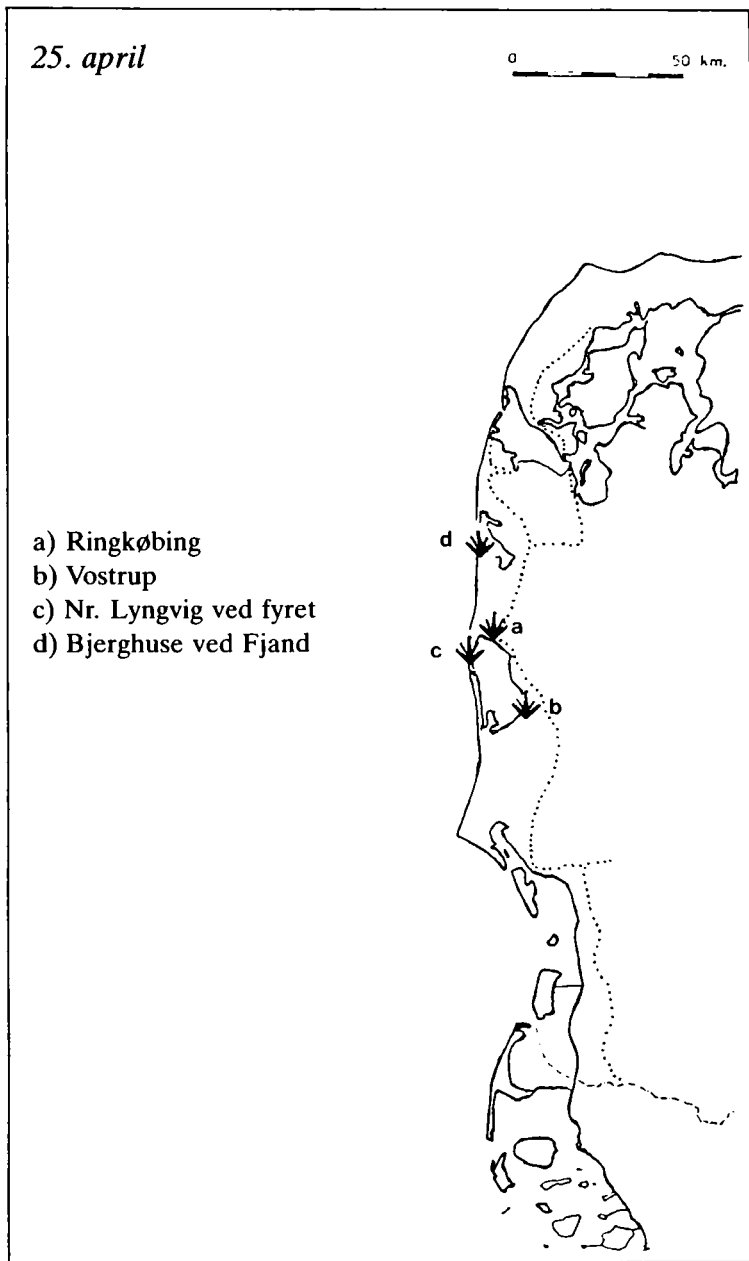 25. april
0 50 km.
a) Ringkøbing
b) Vostrup
c) Nr. Lyngvig ved fyret
d) Bjerghuse ved Fjand
d
a
c
b